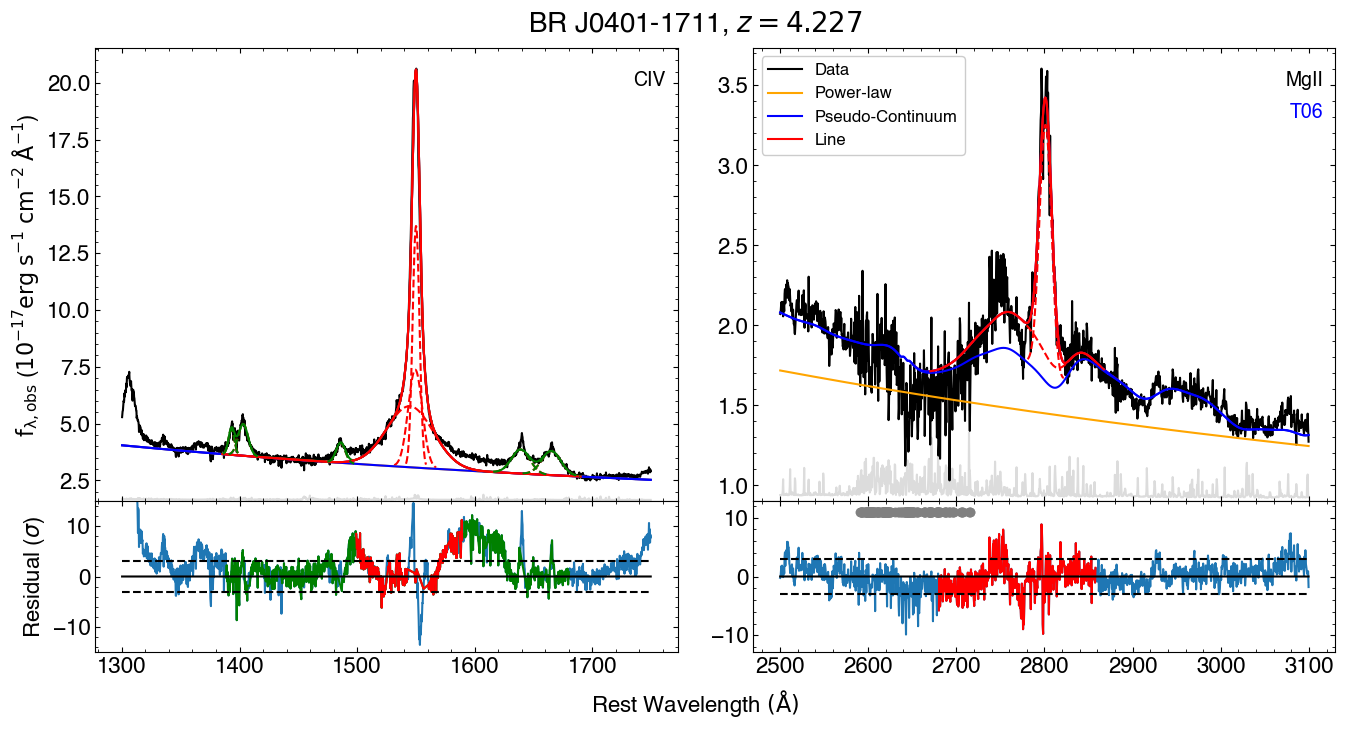 BR J0401-1711, z = 4.227
CIV
20.0
17.5
15.0
12.5
10.0
7.5
5.0
2.5
f_λ,obs (10⁻¹⁷erg s⁻¹ cm⁻² Å⁻¹)
Data
Power-law
Pseudo-Continuum
Line
MgII
T06
3.5
3.0
2.5
2.0
1.5
1.0
10
0
−10
Residual (σ)
1300 1400 1500 1600 1700
10
0
−10
2500 2600 2700 2800 2900 3000 3100
Rest Wavelength (Å)